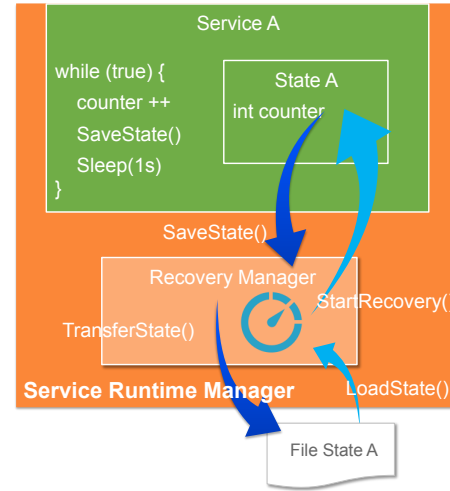 Service A
while (true) {
counter ++
SaveState()
Sleep(1s)
}
State A
int counter
SaveState()
Recovery Manager
StartRecovery()
TransferState()
Service Runtime Manager
LoadState()
File State A